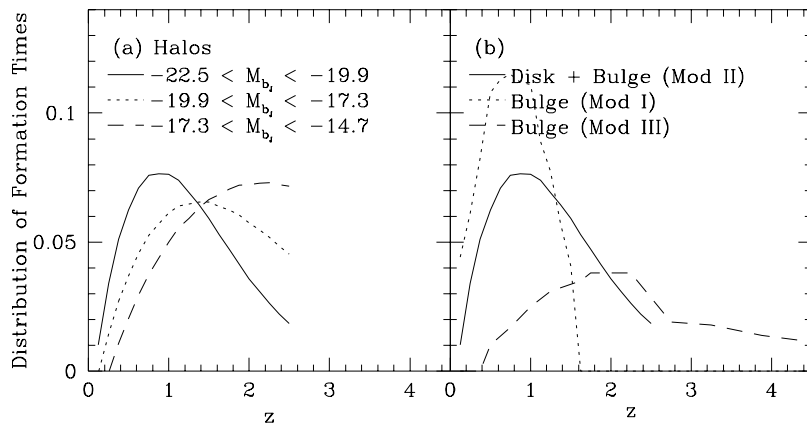 (a) Halos
−22.5 < M_bJ < −19.9
−19.9 < M_bJ < −17.3
−17.3 < M_bJ < −14.7
(b)
Disk + Bulge (Mod II)
Bulge (Mod I)
Bulge (Mod III)
Distribution of Formation Times
0.1
0.05
0
0 1 2 3 4
0 1 2 3 4
z
z